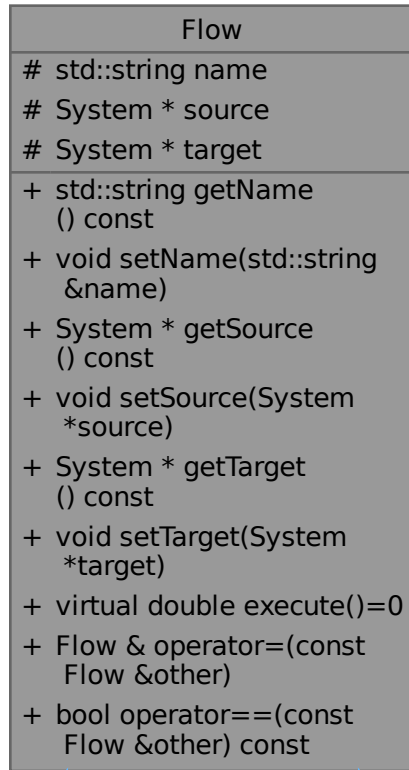 Flow
# std::string name
# System * source
# System * target
+ std::string getName
() const
+ void setName(std::string
&name)
+ System * getSource
() const
+ void setSource(System
*source)
+ System * getTarget
() const
+ void setTarget(System
*target)
+ virtual double execute()=0
+ Flow & operator=(const
Flow &other)
+ bool operator==(const
Flow &other) const